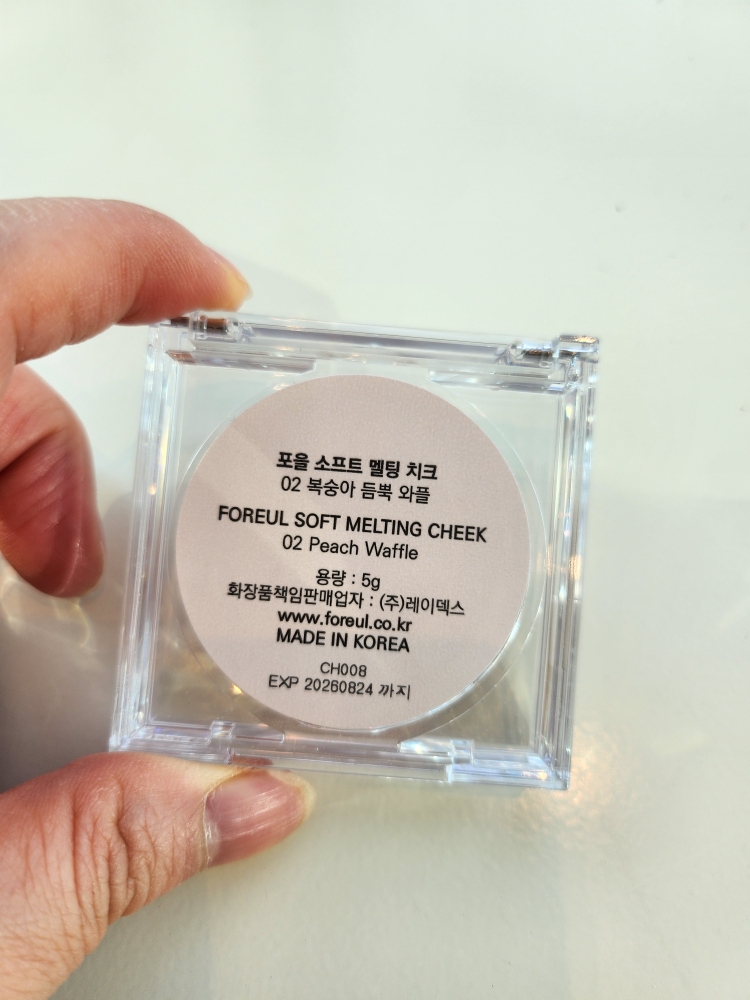 포을 소프트 멜팅 치크
02 복숭아 듬뿍 와플
FOREUL SOFT MELTING CHEEK
02 Peach Waffle
용량 : 5g
화장품책임판매업자 : (주)레이덱스
www.foreul.co.kr
MADE IN KOREA
CH008
EXP 20260824 까지